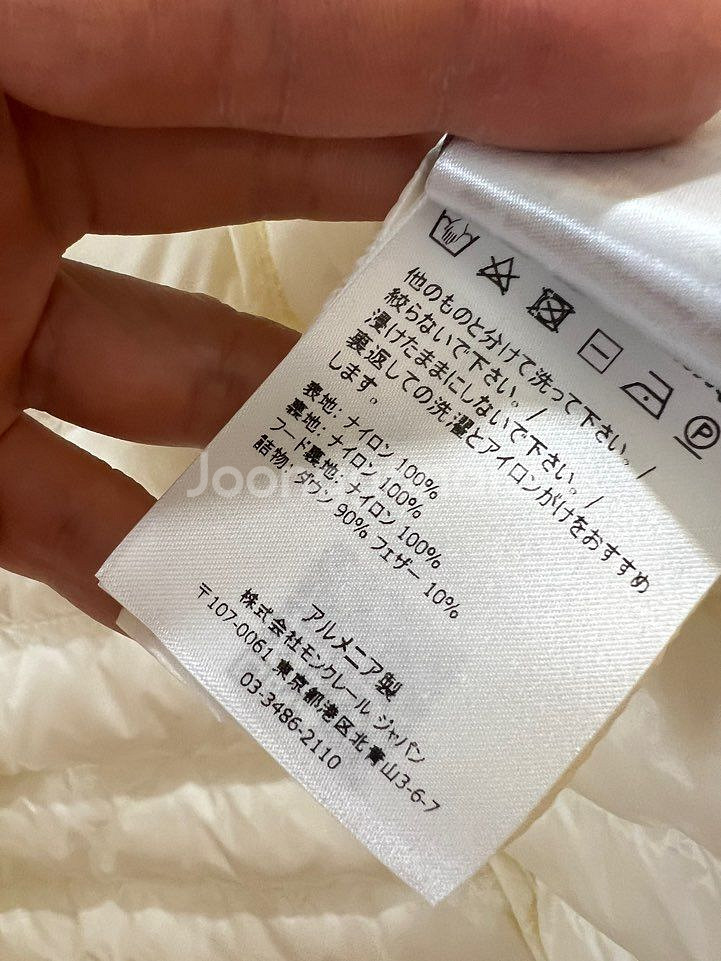 他のものと分けて洗って下さい。/
絞らないで下さい。/
浸けたままにしないで下さい。/
裏返しての洗濯とアイロンがけをおすすめ
します。
表地: ナイロン 100%
裏地: ナイロン 100%
フード裏地: ナイロン 100%
詰物: ダウン 90% フェザー 10%
アルメニア製
株式会社モンクレール ジャパン
〒107-0061 東京都港区北青山3-6-7
03-3486-2110
P